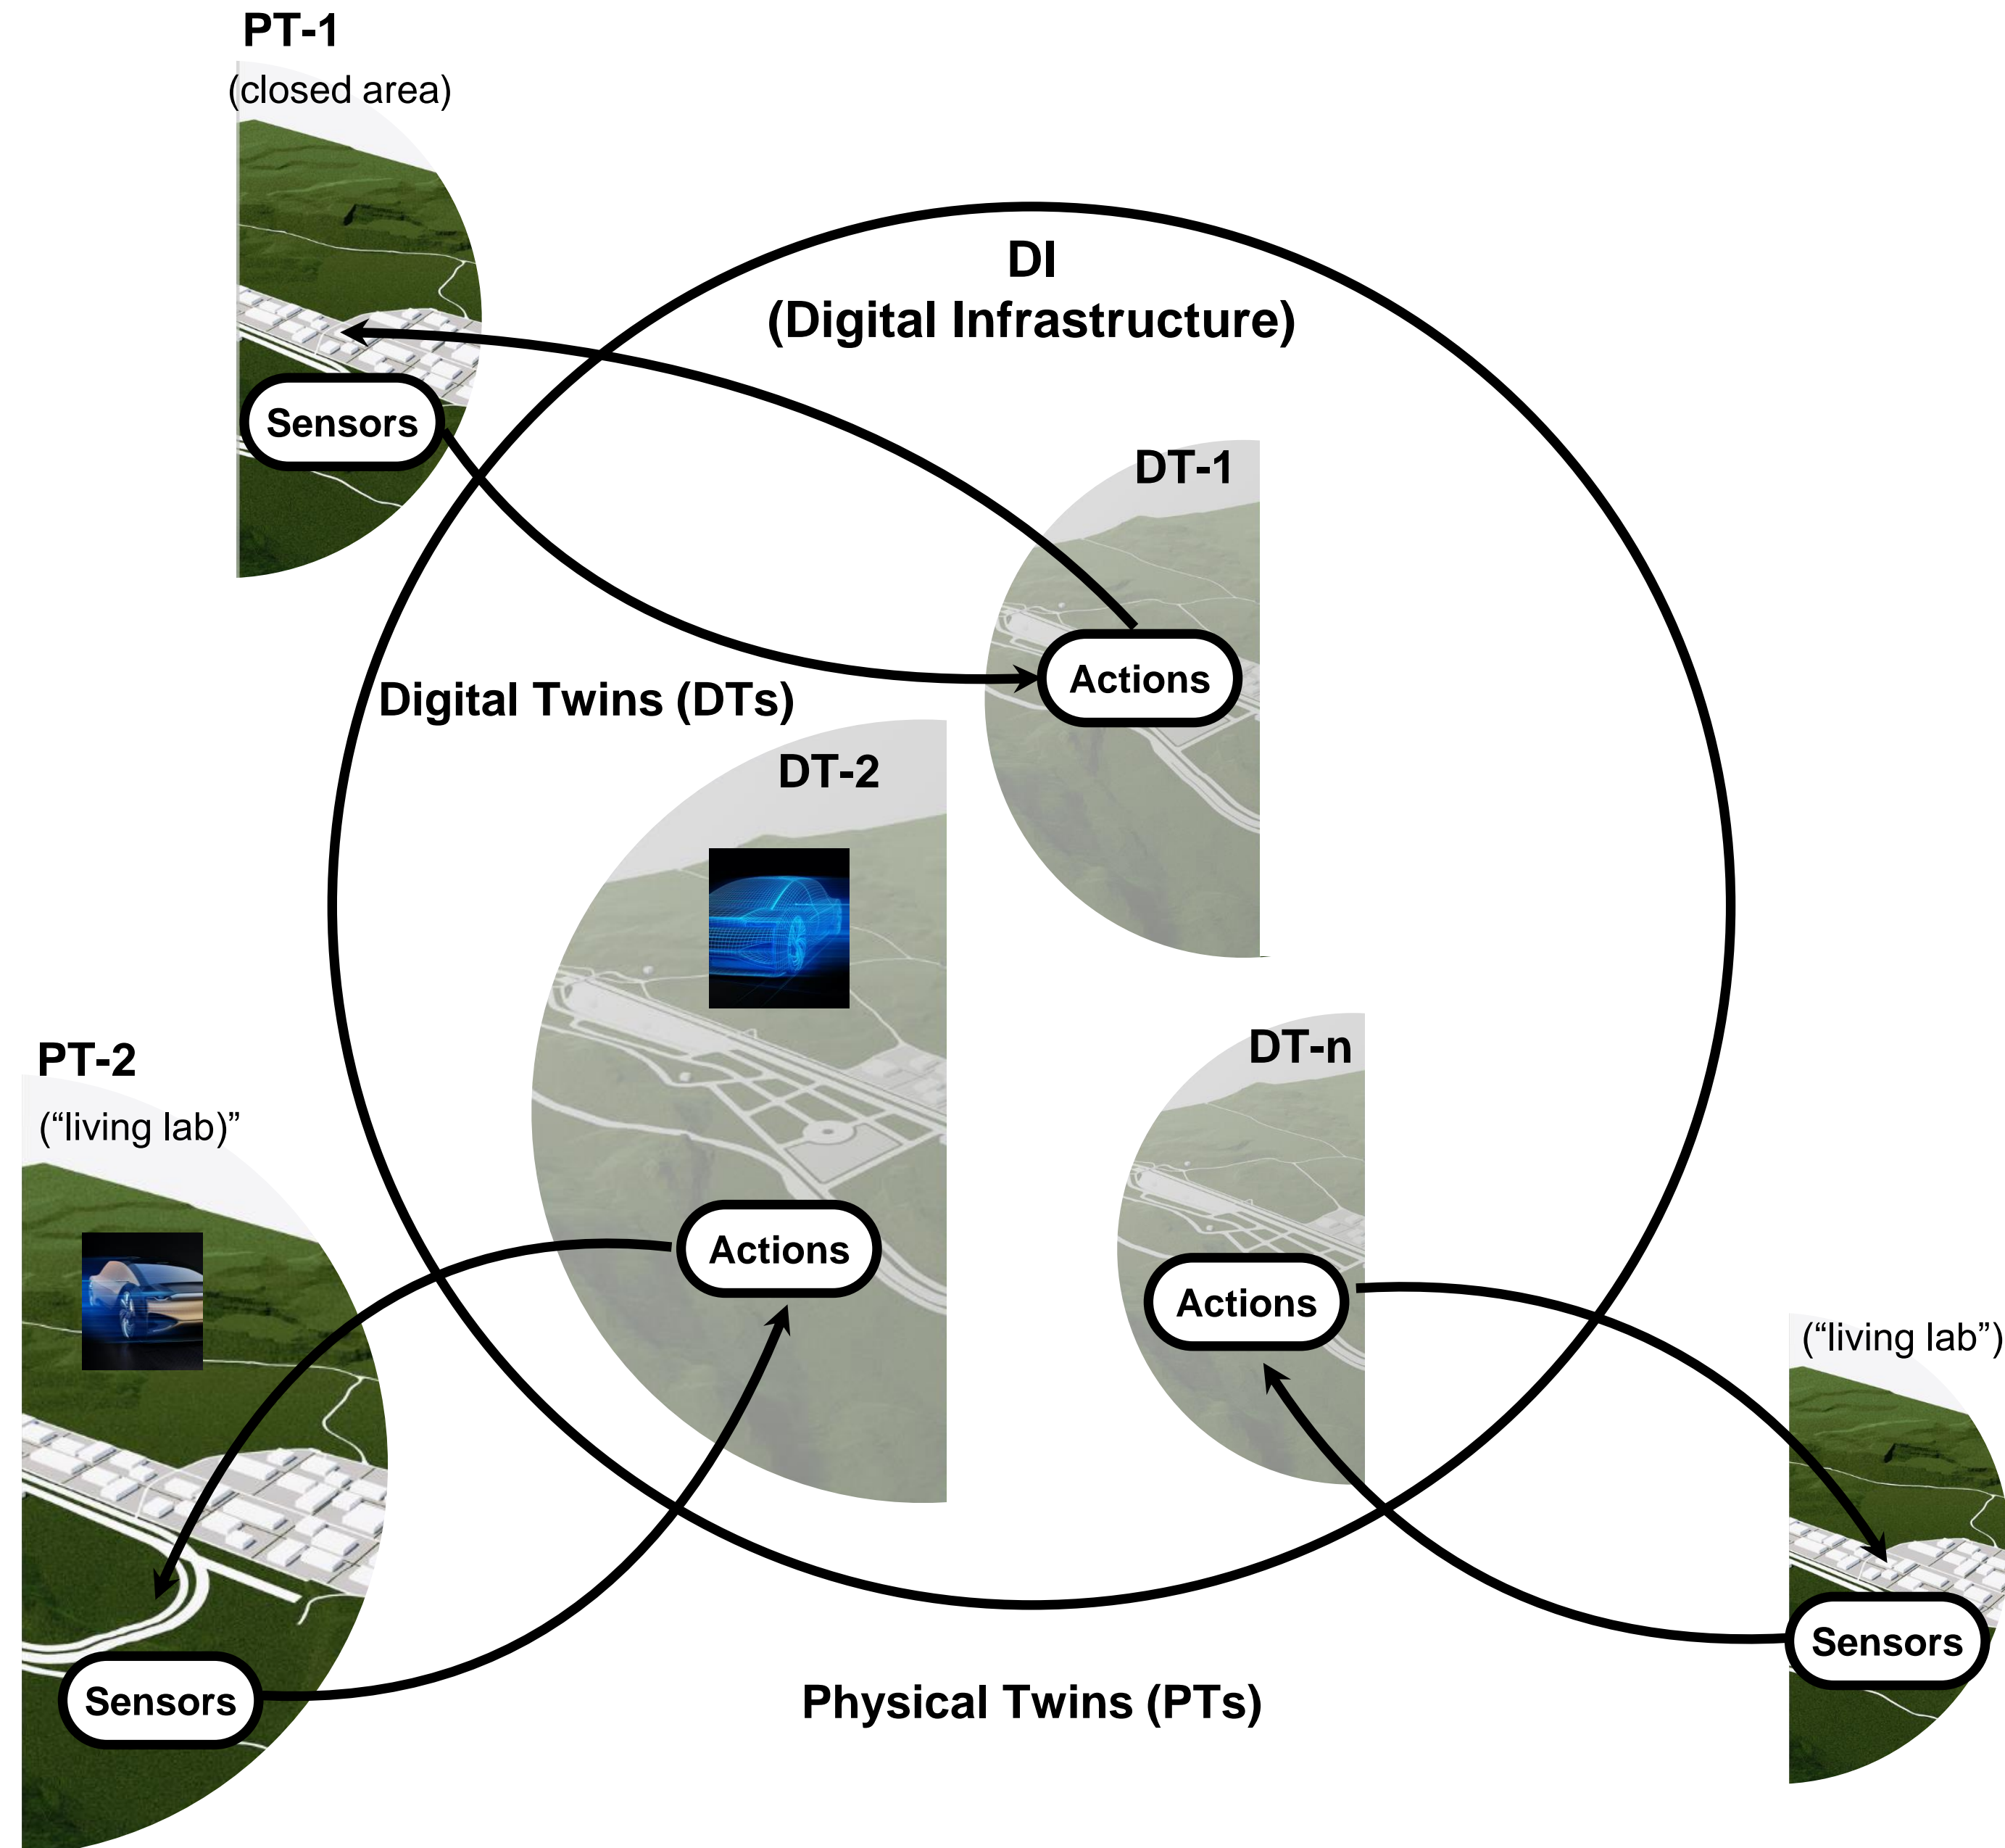 PT-1
(closed area)
DI
(Digital Infrastructure)
Sensors
DT-1
Actions
Digital Twins (DTs)
DT-2
DT-n
PT-2
(“living lab)”
Actions
Actions
(“living lab”)
Sensors
Sensors
Physical Twins (PTs)